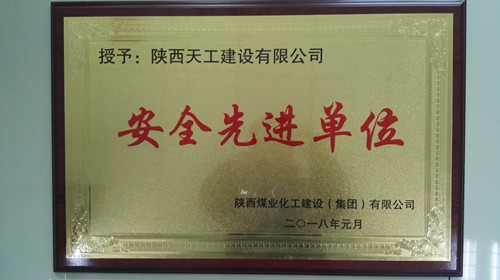 授予：陕西天工建设有限公司
安全先进单位
陕西煤业化工建设（集团）有限公司
二〇一八年元月